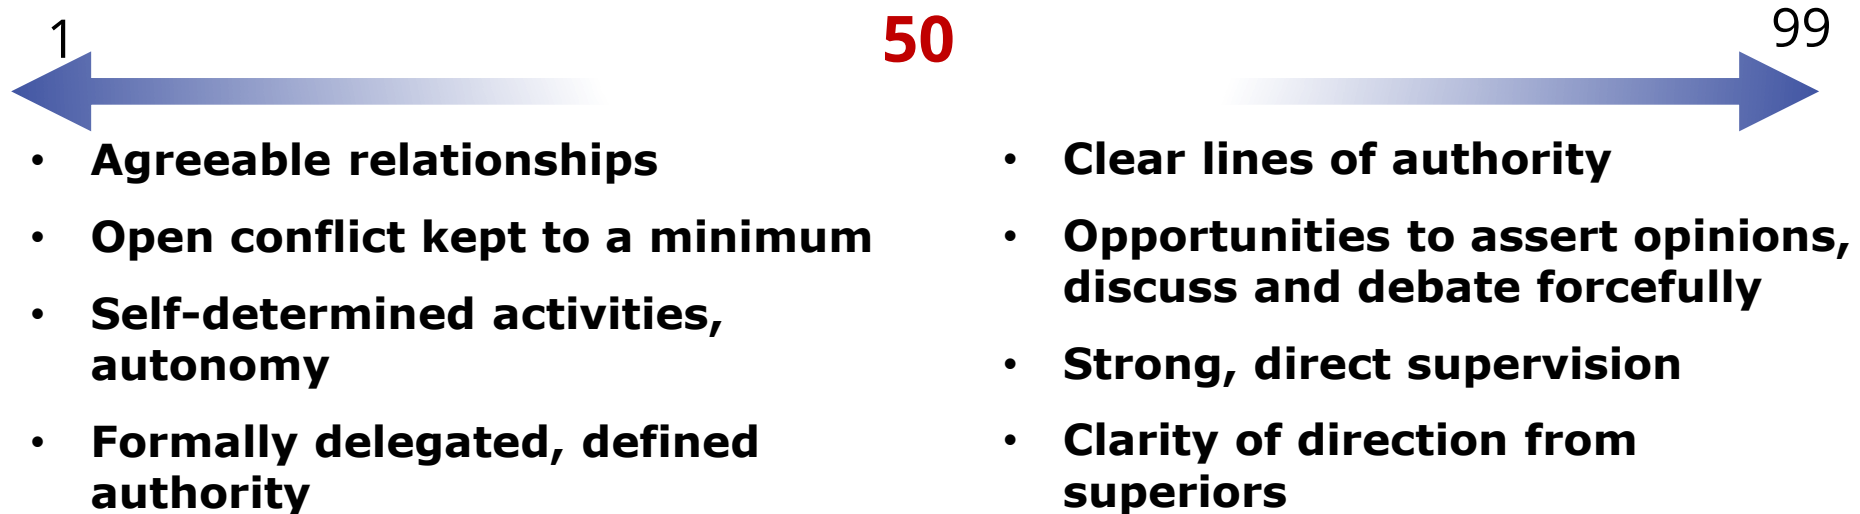 1
50
99
• Agreeable relationships
• Open conflict kept to a minimum
• Self-determined activities,
autonomy
• Formally delegated, defined
authority
• Clear lines of authority
• Opportunities to assert opinions,
discuss and debate forcefully
• Strong, direct supervision
• Clarity of direction from
superiors